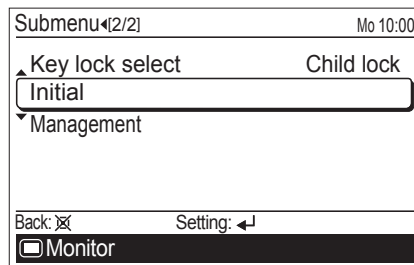 Submenu◂[2/2] Mo 10:00
Key lock select Child lock
Initial
Management
Back: Setting: ↵
Monitor